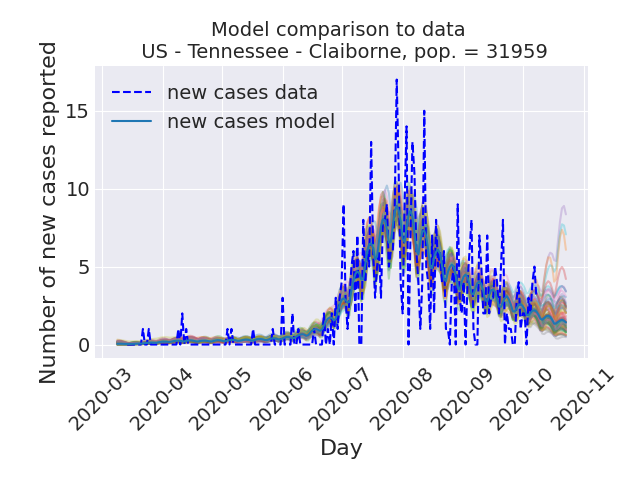 Model comparison to data
US - Tennessee - Claiborne, pop. = 31959
new cases data
new cases model
Number of new cases reported
15
10
5
0
2020-03
2020-04
2020-05
2020-06
2020-07
2020-08
2020-09
2020-10
2020-11
Day